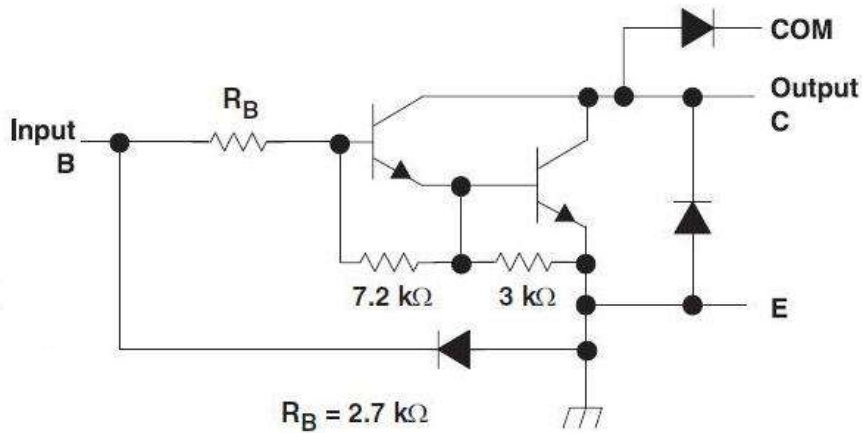 COM
Output
C
R_B
Input
B
7.2 kΩ
3 kΩ
E
R_B = 2.7 kΩ